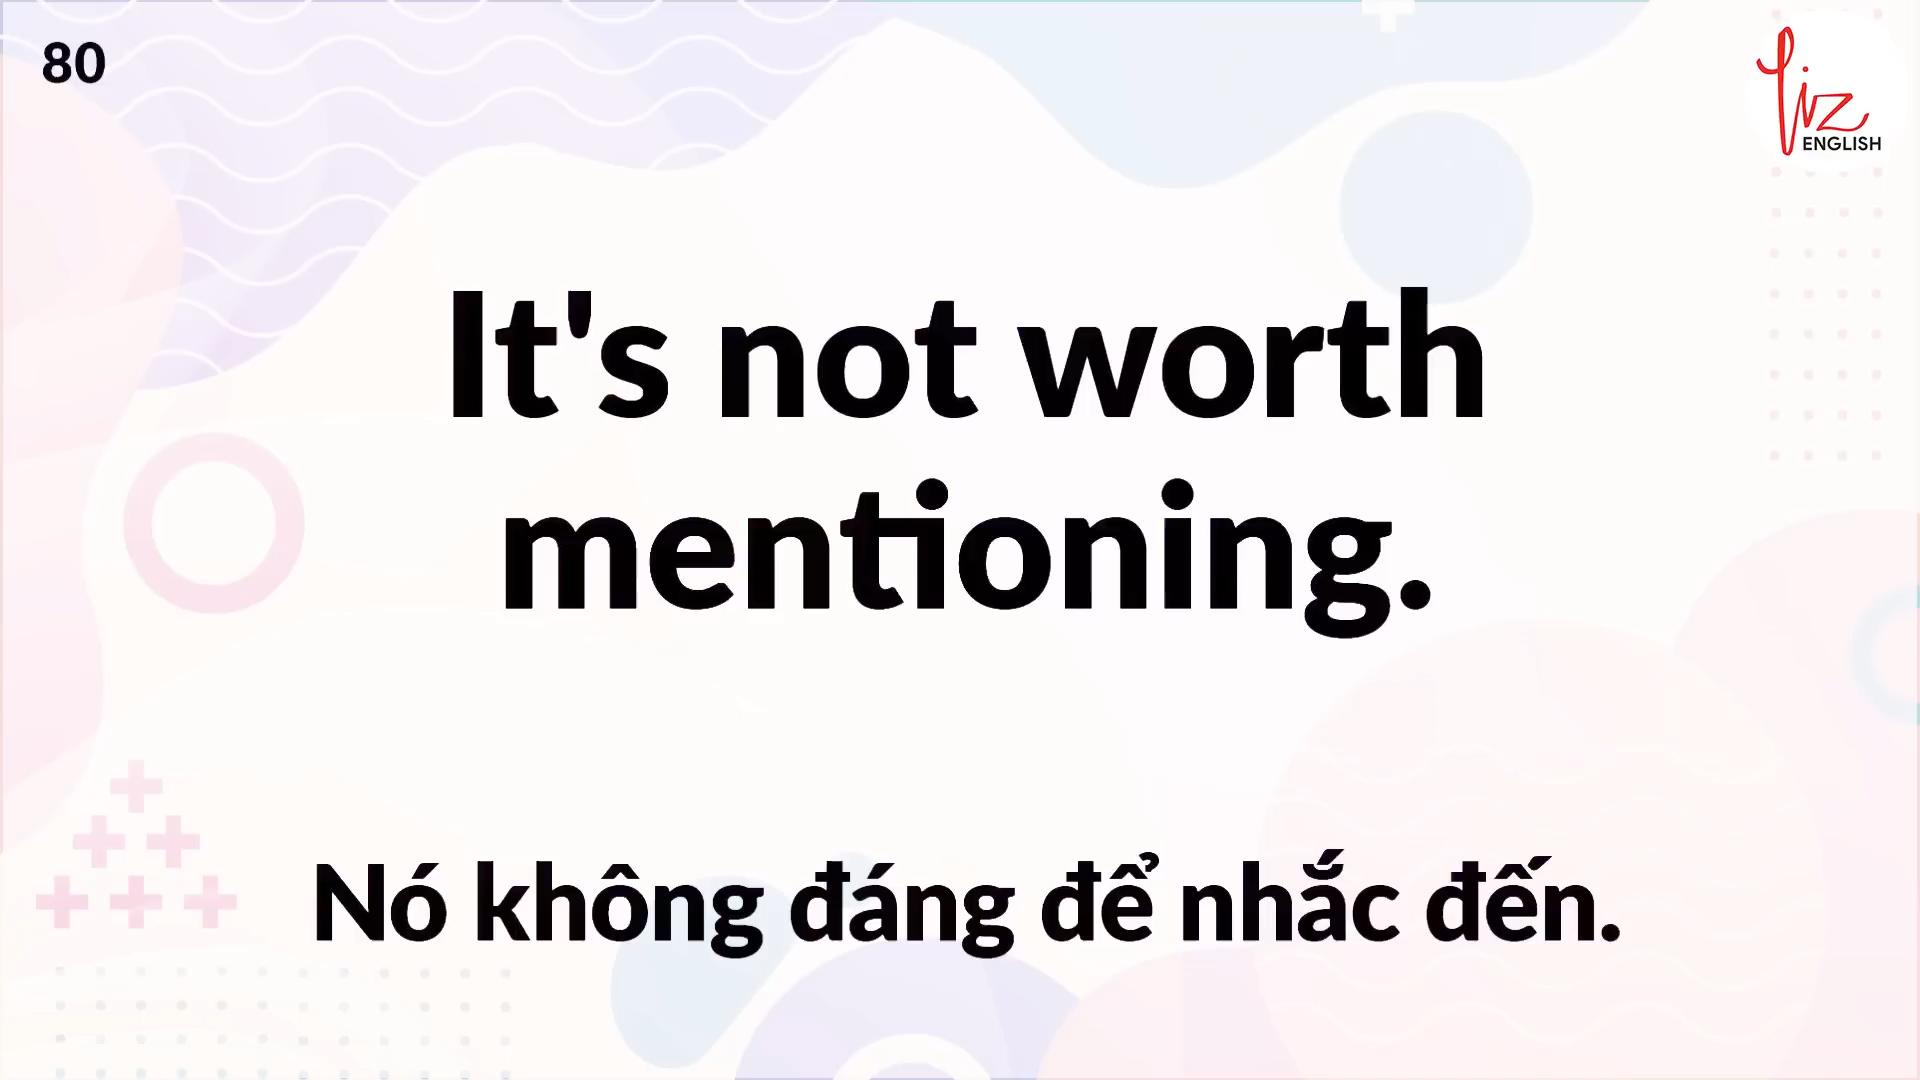 80
Liz
ENGLISH
It's not worth
mentioning.
Nó không đáng để nhắc đến.